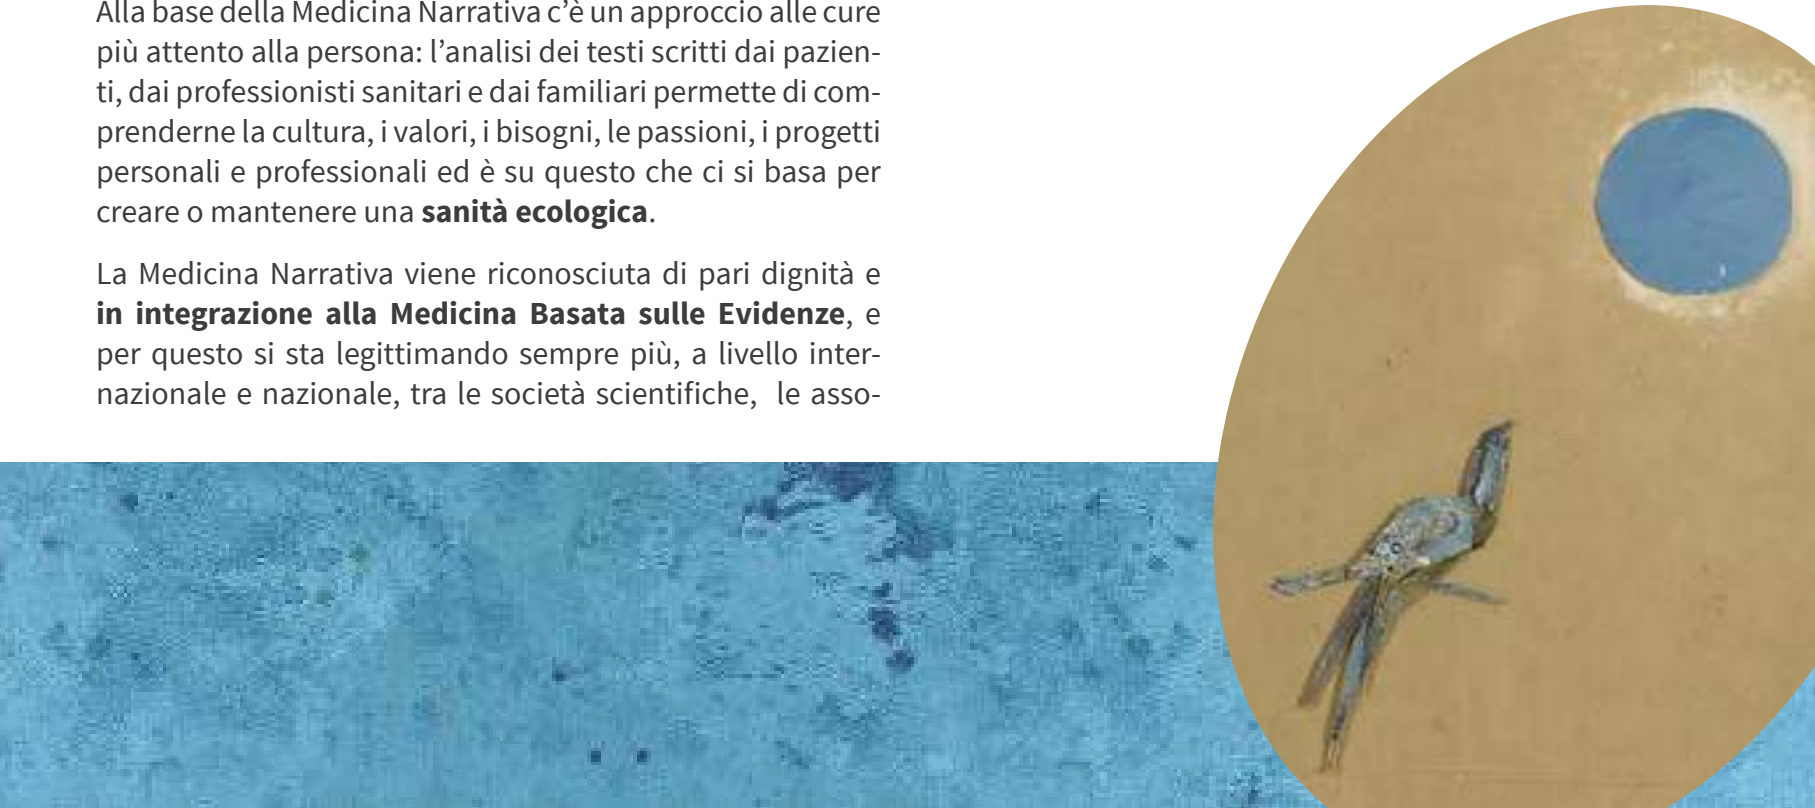 Alla base della Medicina Narrativa c’è un approccio alle cure
più attento alla persona: l’analisi dei testi scritti dai pazien-
ti, dai professionisti sanitari e dai familiari permette di com-
prenderne la cultura, i valori, i bisogni, le passioni, i progetti
personali e professionali ed è su questo che ci si basa per
creare o mantenere una sanità ecologica.
La Medicina Narrativa viene riconosciuta di pari dignità e
in integrazione alla Medicina Basata sulle Evidenze, e
per questo si sta legittimando sempre più, a livello inter-
nazionale e nazionale, tra le società scientifiche, le asso-